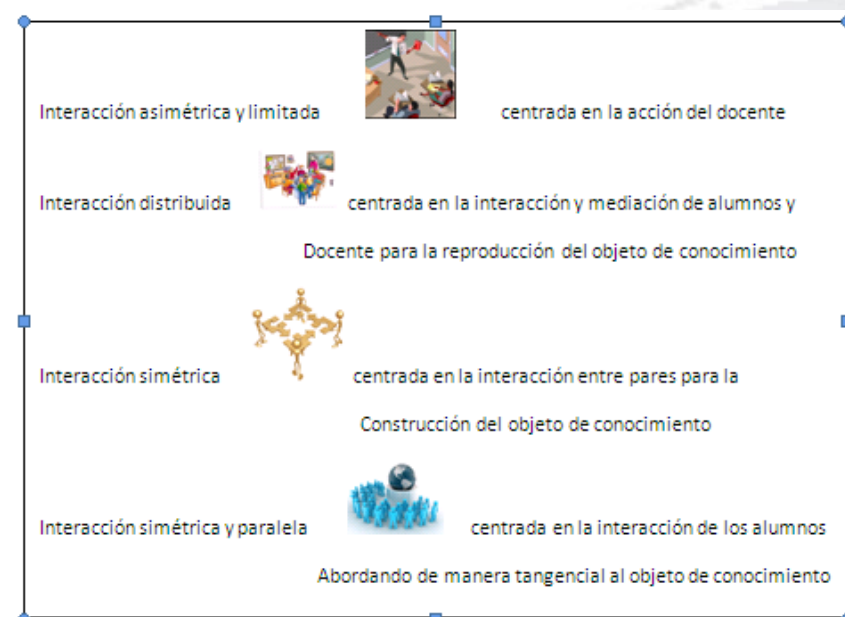 Interacción asimétrica y limitada centrada en la acción del docente
Interacción distribuida centrada en la interacción y mediación de alumnos y
Docente para la reproducción del objeto de conocimiento
Interacción simétrica centrada en la interacción entre pares para la
Construcción del objeto de conocimiento
Interacción simétrica y paralela centrada en la interacción de los alumnos
Abordando de manera tangencial al objeto de conocimiento